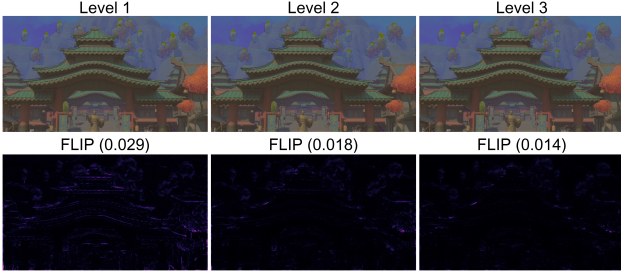 Level 1
Level 2
Level 3
FLIP (0.029)
FLIP (0.018)
FLIP (0.014)